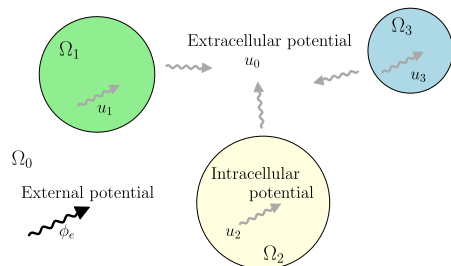 Ω₁
Extracellular potential
u₀
Ω₃
u₁
u₃
Ω₀
External potential
ϕₑ
Intracellular
potential
u₂
Ω₂